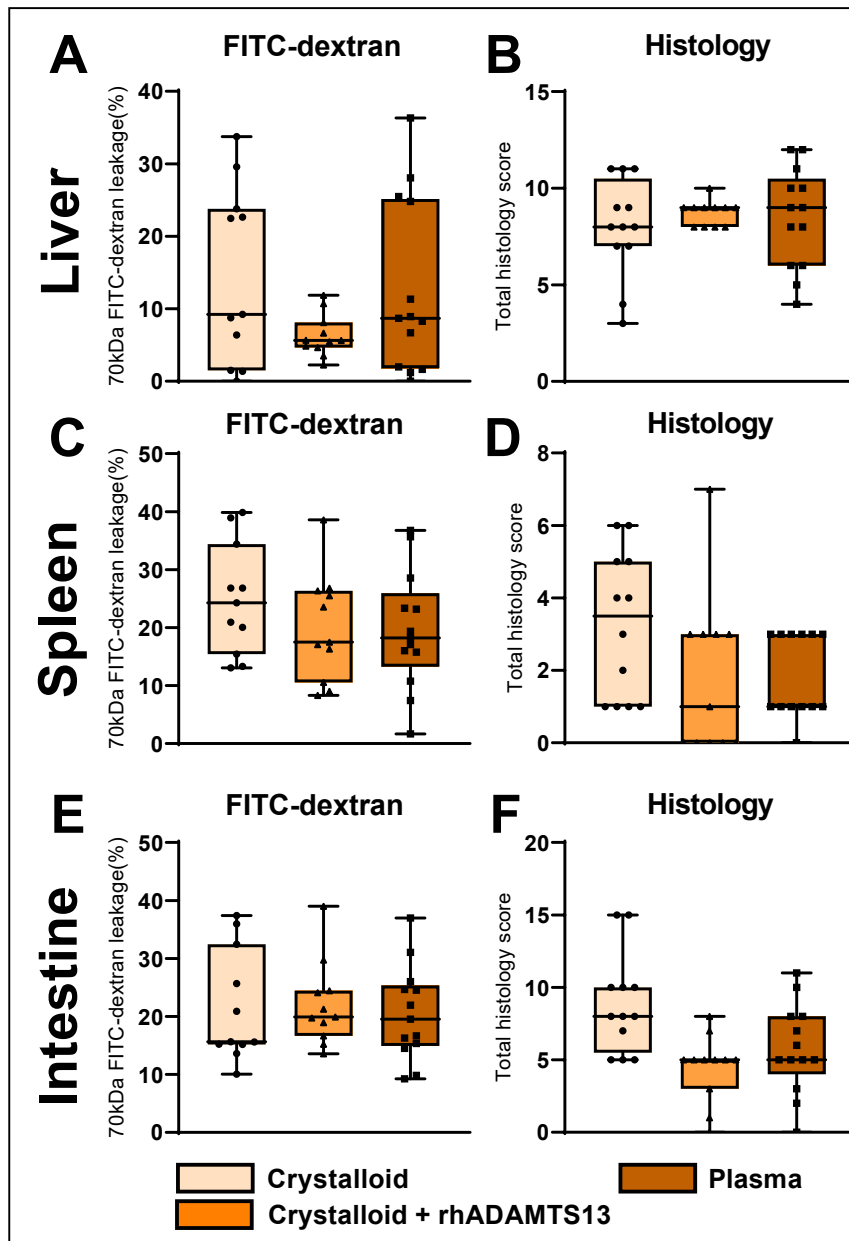 A
FITC-dextran
B
Histology
Liver
70kDa FITC-dextran leakage(%)
40
30
20
10
0
Total histology score
15
10
5
0
C
FITC-dextran
D
Histology
Spleen
70kDa FITC-dextran leakage(%)
50
40
30
20
10
0
Total histology score
8
6
4
2
0
E
FITC-dextran
F
Histology
Intestine
70kDa FITC-dextran leakage(%)
50
40
30
20
10
0
Total histology score
20
15
10
5
0
Crystalloid
Plasma
Crystalloid + rhADAMTS13